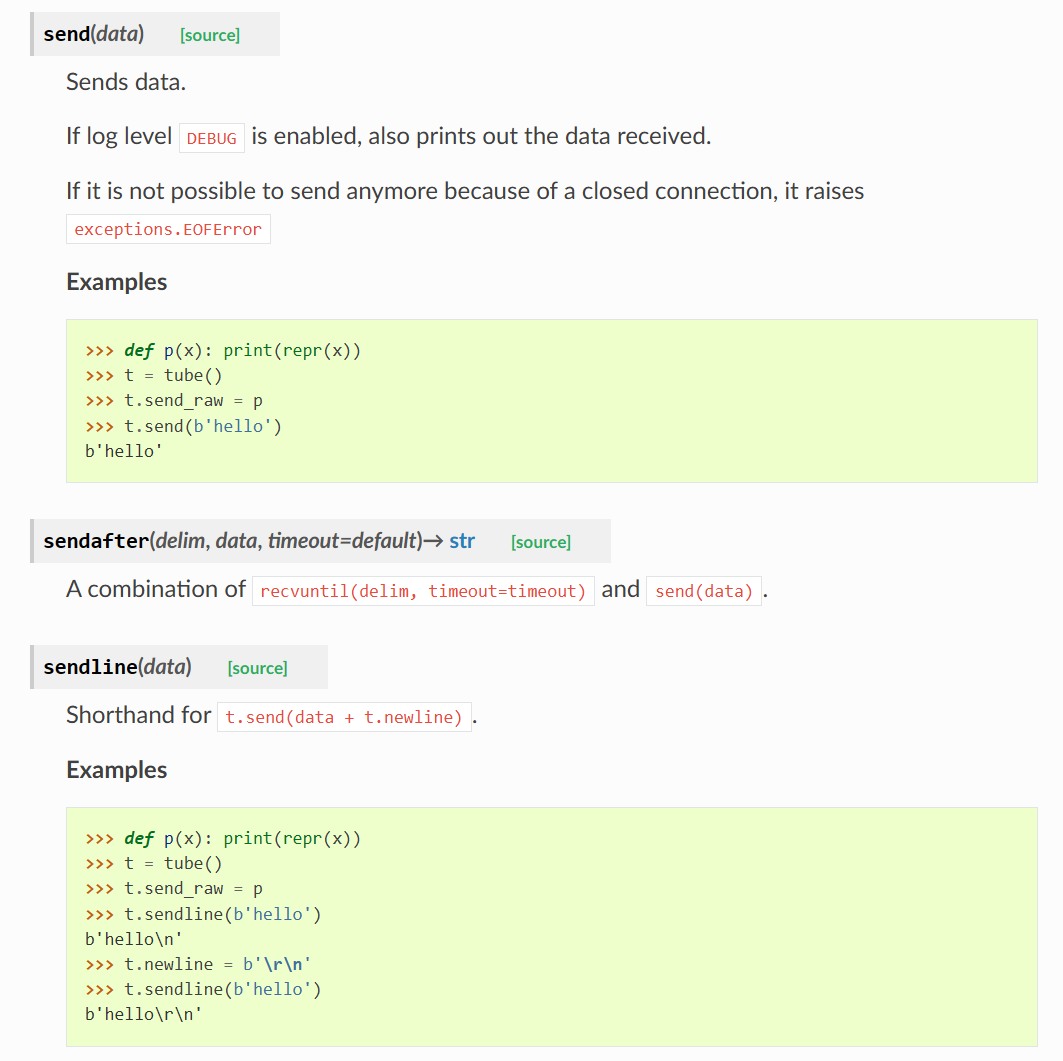 send(data) [source]
Sends data.
If log level DEBUG is enabled, also prints out the data received.
If it is not possible to send anymore because of a closed connection, it raises
exceptions.EOFError
Examples
>>> def p(x): print(repr(x))
>>> t = tube()
>>> t.send_raw = p
>>> t.send(b'hello')
b'hello'
sendafter(delim, data, timeout=default)→ str [source]
A combination of recvuntil(delim, timeout=timeout) and send(data) .
sendline(data) [source]
Shorthand for t.send(data + t.newline) .
Examples
>>> def p(x): print(repr(x))
>>> t = tube()
>>> t.send_raw = p
>>> t.sendline(b'hello')
b'hello\n'
>>> t.newline = b'\r\n'
>>> t.sendline(b'hello')
b'hello\r\n'